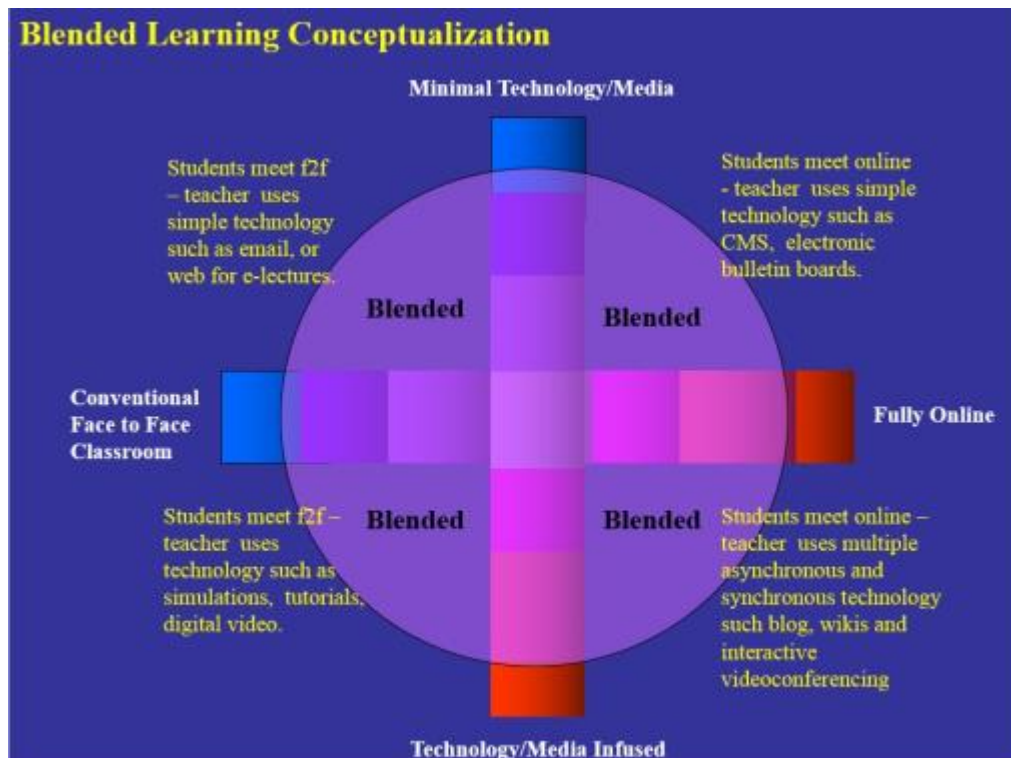 Blended Learning Conceptualization
Minimal Technology/Media
Students meet f2f
– teacher uses
simple technology
such as email, or
web for e-lectures.
Students meet online
- teacher uses simple
technology such as
CMS, electronic
bulletin boards.
Blended
Blended
Conventional
Face to Face
Classroom
Fully Online
Students meet f2f –
teacher uses
technology such as
simulations, tutorials,
digital video.
Blended
Blended
Students meet online –
teacher uses multiple
asynchronous and
synchronous technology
such blog, wikis and
interactive
videoconferencing
Technology/Media Infused